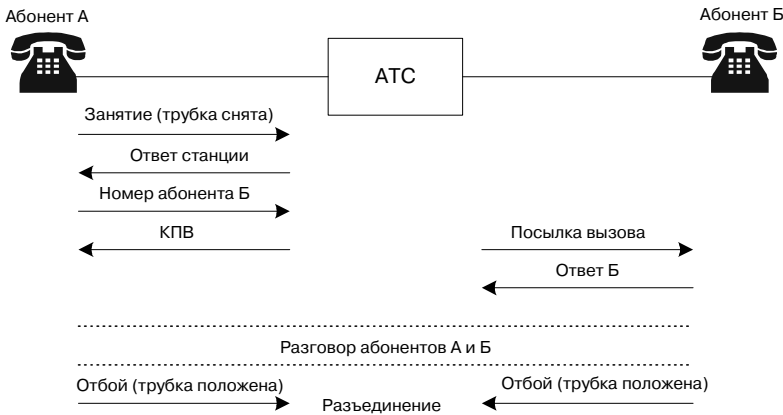 Абонент А
Абонент Б
АТС
Занятие (трубка снята)
Ответ станции
Номер абонента Б
КПВ
Посылка вызова
Ответ Б
Разговор абонентов А и Б
Отбой (трубка положена)
Отбой (трубка положена)
Разъединение